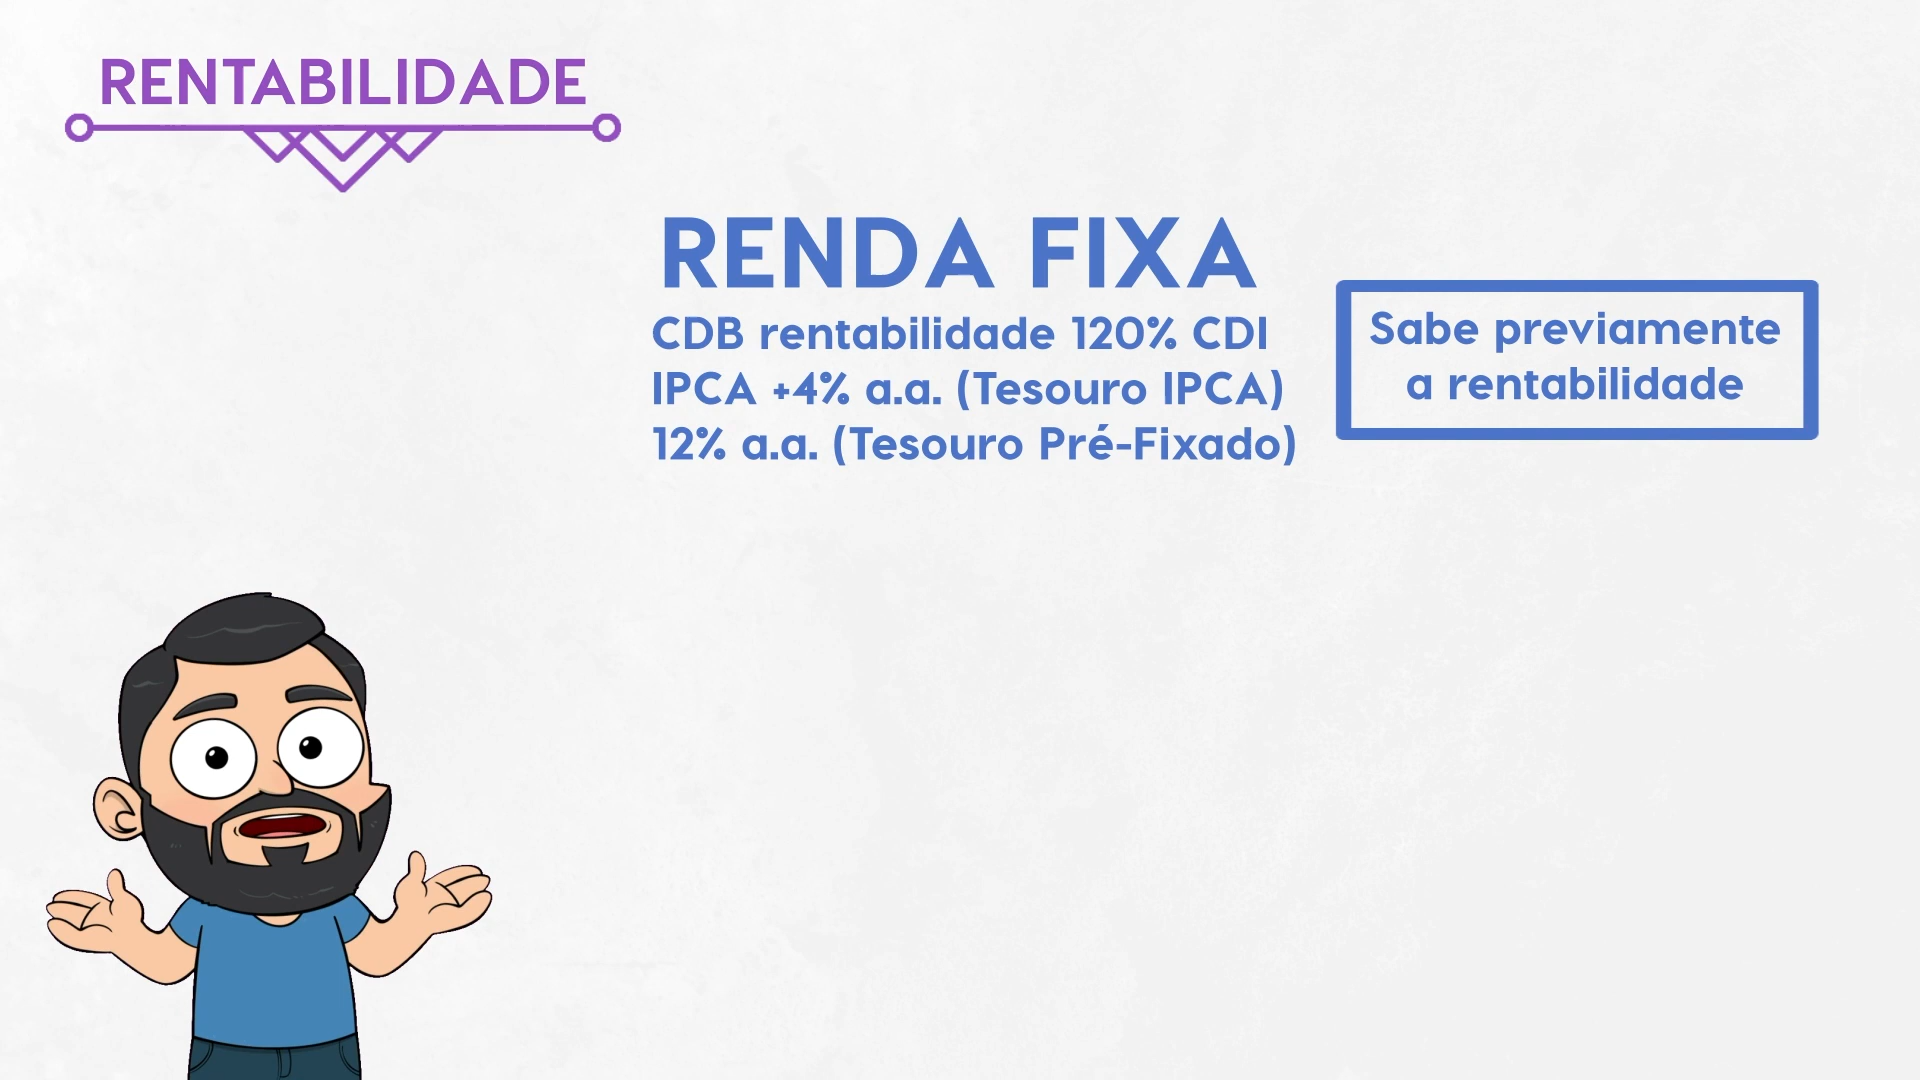 RENTABILIDADE
RENDA FIXA
CDB rentabilidade 120% CDI
IPCA +4% a.a. (Tesouro IPCA)
12% a.a. (Tesouro Pré-Fixado)
Sabe previamente
a rentabilidade